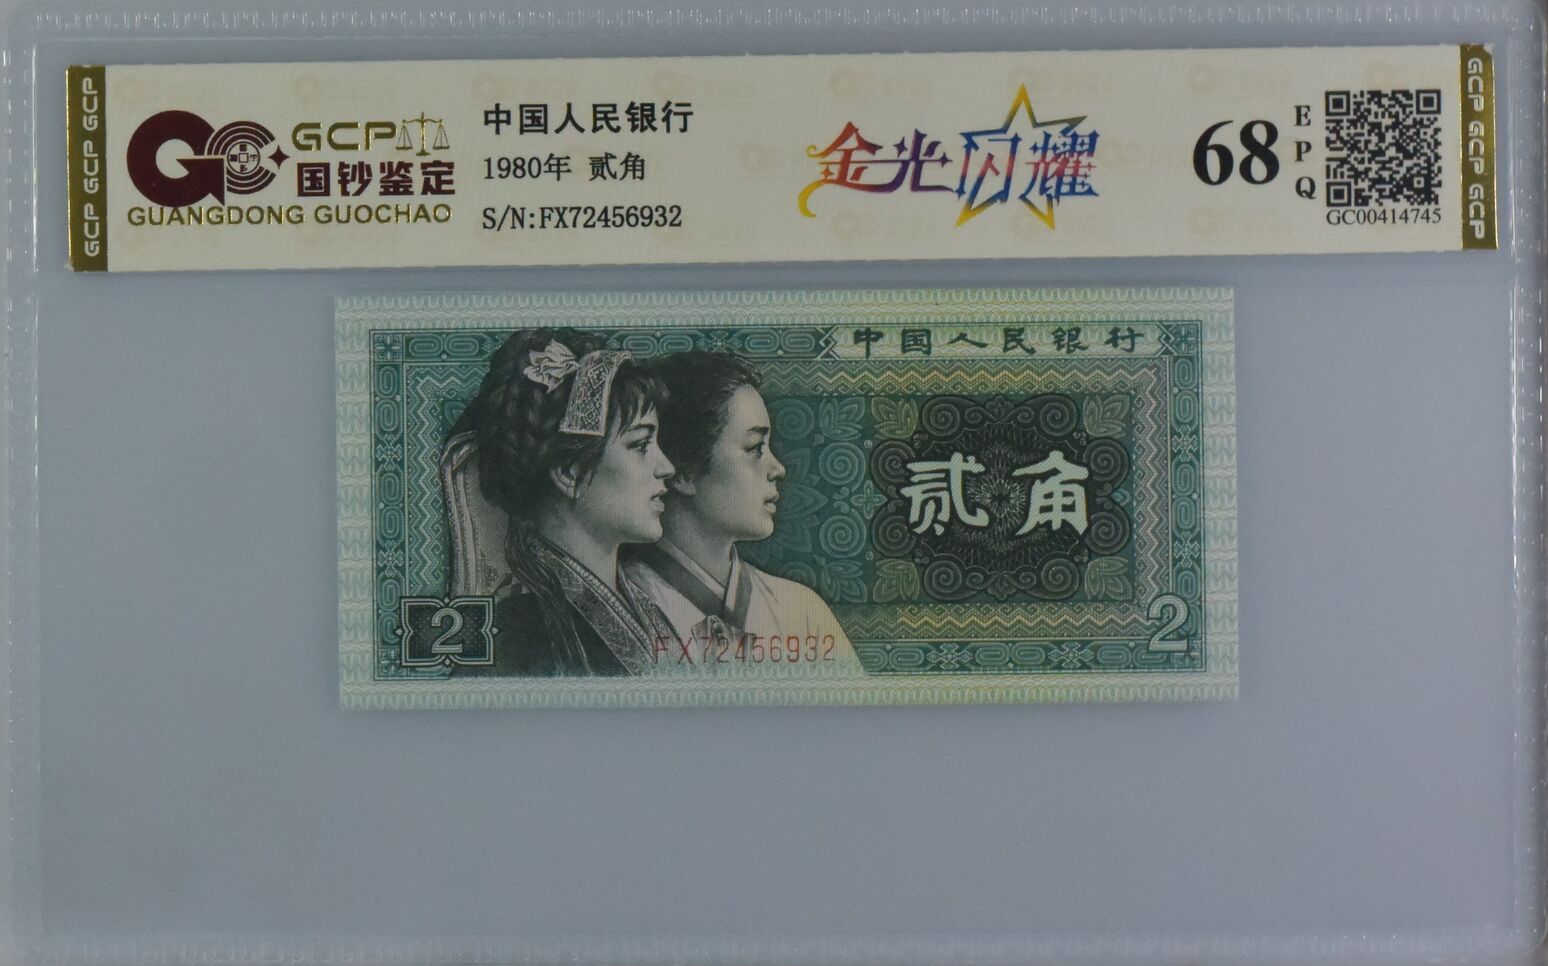 GCP GCP GCP
GCP
国钞鉴定
GUANGDONG GUOCHAO
中国人民银行
1980年 贰角
S/N:FX72456932
金光闪耀
68
EPQ
GC00414745
GCP GCP GCP
中国人民银行
贰角
2
2
FX72456932